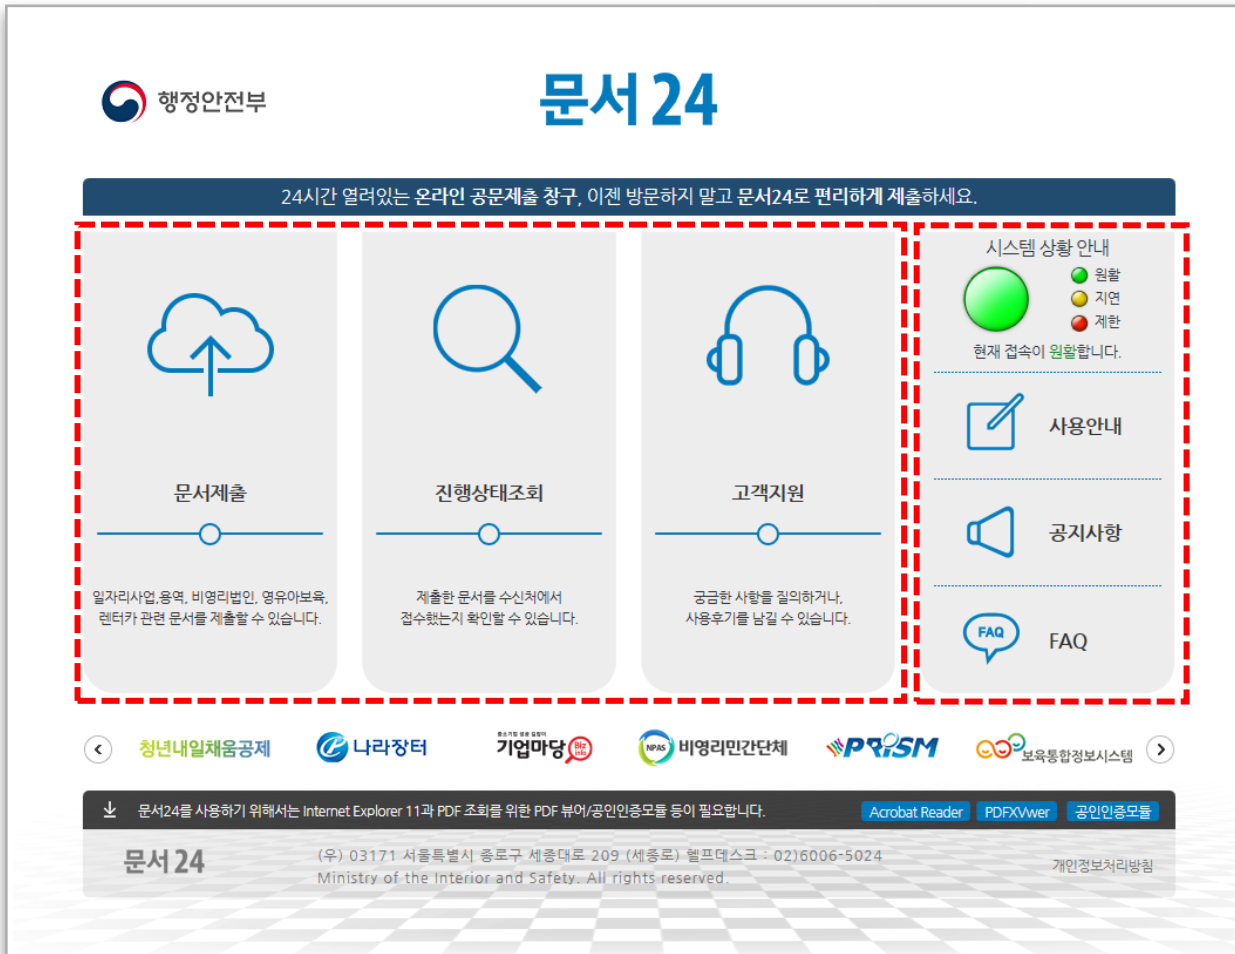 행정안전부
문서24
24시간 열려있는 온라인 공문제출 창구, 이젠 방문하지 말고 문서24로 편리하게 제출하세요.
문서제출
일자리사업,용역, 비영리법인, 영유아보육,
렌터카 관련 문서를 제출할 수 있습니다.
진행상태조회
제출한 문서를 수신처에서
접수했는지 확인할 수 있습니다.
고객지원
궁금한 사항을 질의하거나,
사용후기를 남길 수 있습니다.
시스템 상황 안내
원활
지연
제한
현재 접속이 원활합니다.
사용안내
공지사항
FAQ
FAQ
청년내일채움공제
나라장터
중소기업 성공 길잡이
기업마당 Biz info
NPAS 비영리민간단체
PRISM
보육통합정보시스템
문서24를 사용하기 위해서는 Internet Explorer 11과 PDF 조회를 위한 PDF 뷰어/공인인증모듈 등이 필요합니다.
Acrobat Reader
PDFXVwer
공인인증모듈
문서24
(우) 03171 서울특별시 종로구 세종대로 209 (세종로) 헬프데스크 : 02)6006-5024
Ministry of the Interior and Safety. All rights reserved.
개인정보처리방침